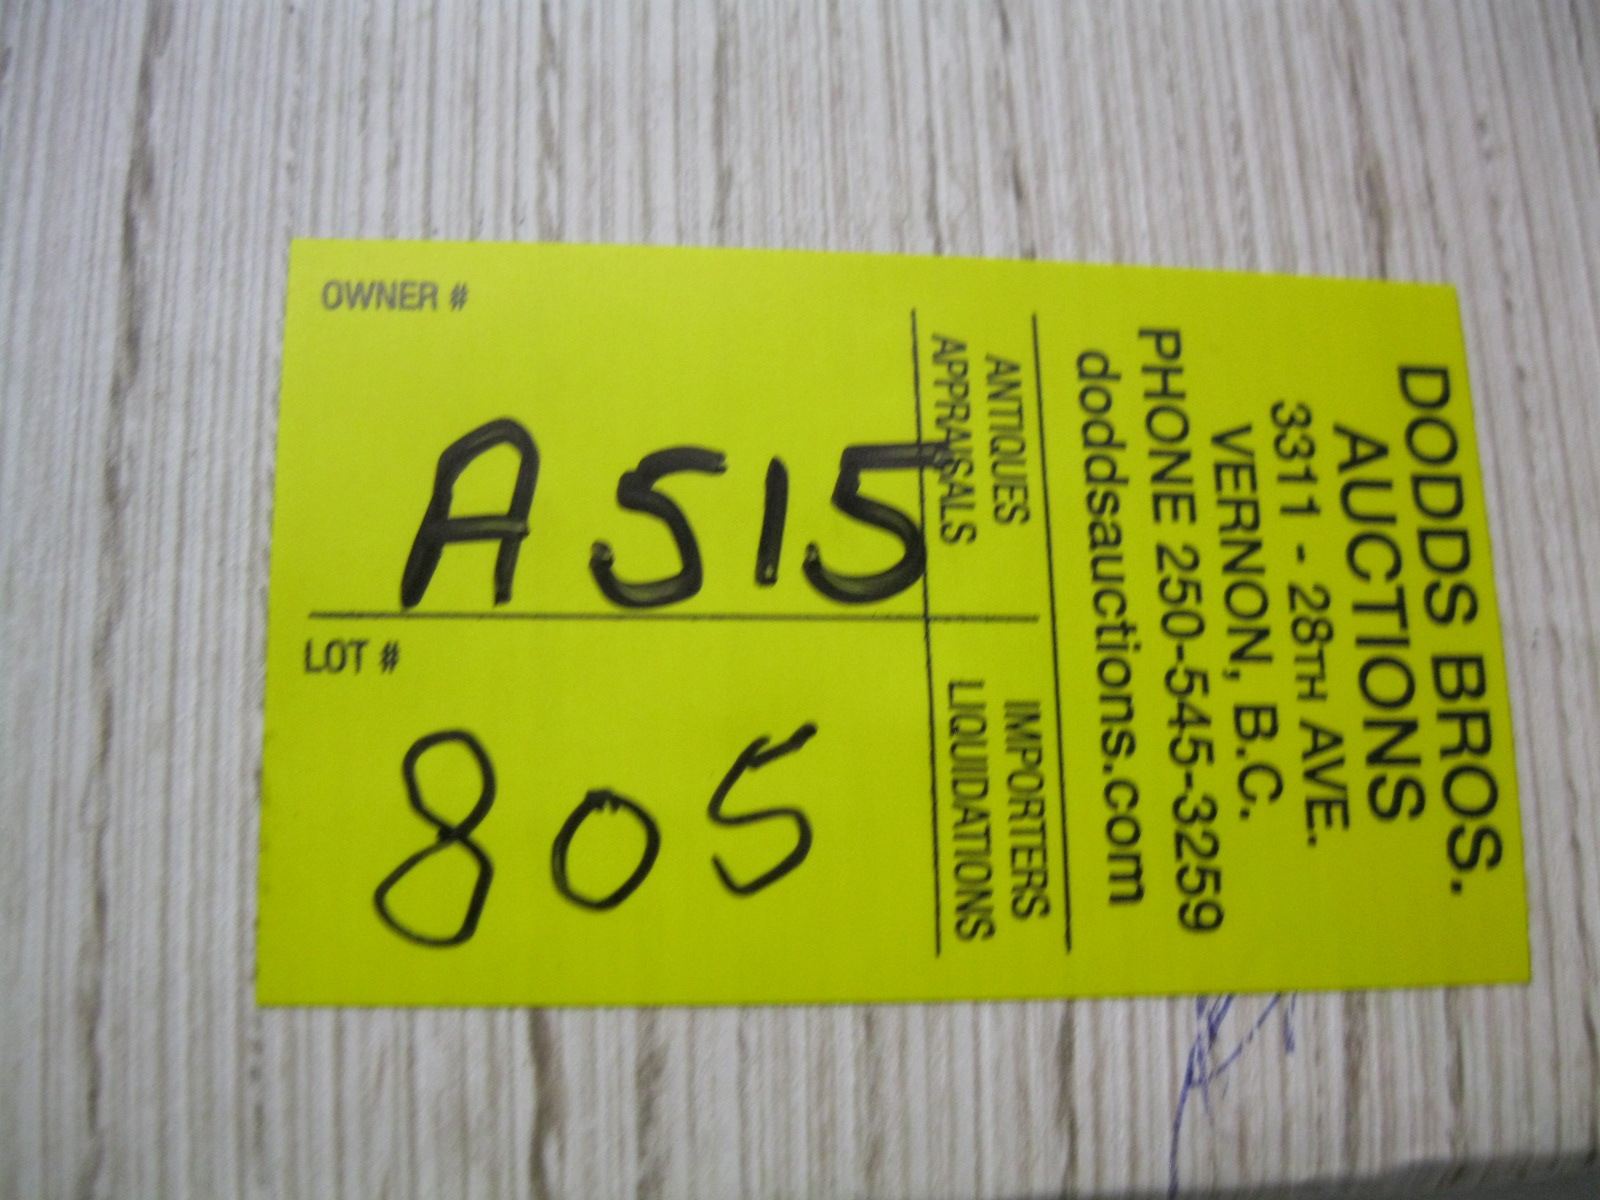 DODDS BROS.
AUCTIONS
3311 - 28TH AVE.
VERNON, B.C.
PHONE 250-545-3259
doddsauctions.com
ANTIQUES
APPRAISALS
IMPORTERS
LIQUIDATIONS
OWNER #
A515
LOT #
805